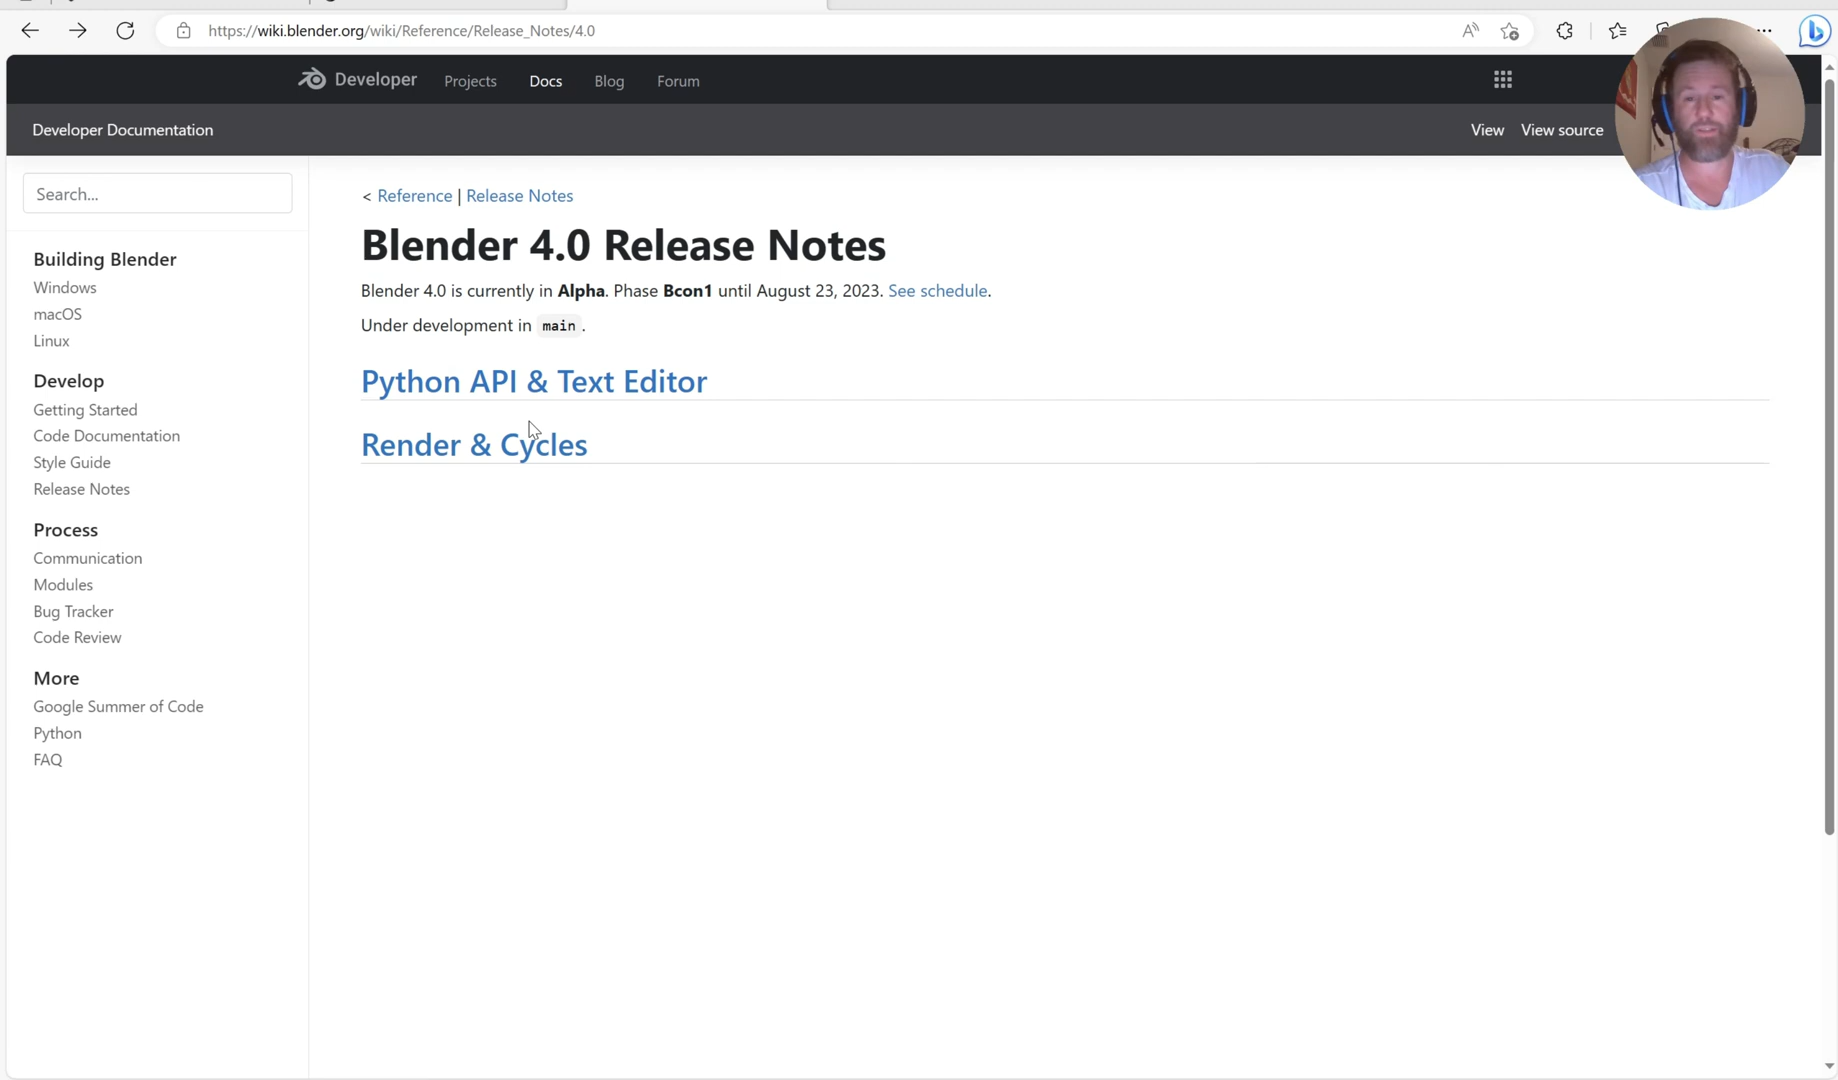 https://wiki.blender.org/wiki/Reference/Release_Notes/4.0
Developer Projects Docs Blog Forum
Developer Documentation
View View source
Search...
< Reference | Release Notes
Blender 4.0 Release Notes
Blender 4.0 is currently in Alpha. Phase Bcon1 until August 23, 2023. See schedule.
Under development in main .
Python API & Text Editor
Render & Cycles
Building Blender
Windows
macOS
Linux
Develop
Getting Started
Code Documentation
Style Guide
Release Notes
Process
Communication
Modules
Bug Tracker
Code Review
More
Google Summer of Code
Python
FAQ